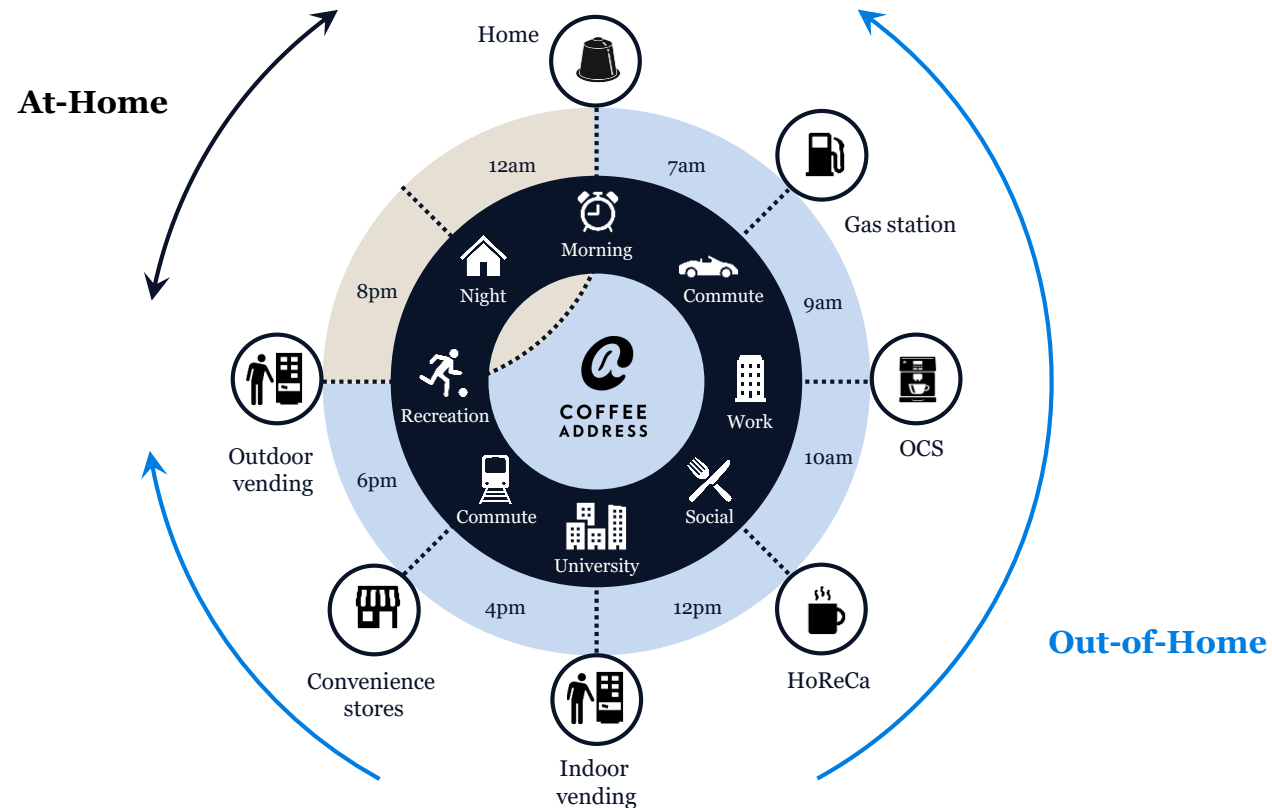 Home
At-Home
12am
7am
Gas station
Morning
8pm
Night
Commute
9am
COFFEE
ADDRESS
Recreation
Work
OCS
Outdoor
vending
10am
6pm
Commute
Social
University
4pm
12pm
Out-of-Home
HoReCa
Convenience
stores
Indoor
vending